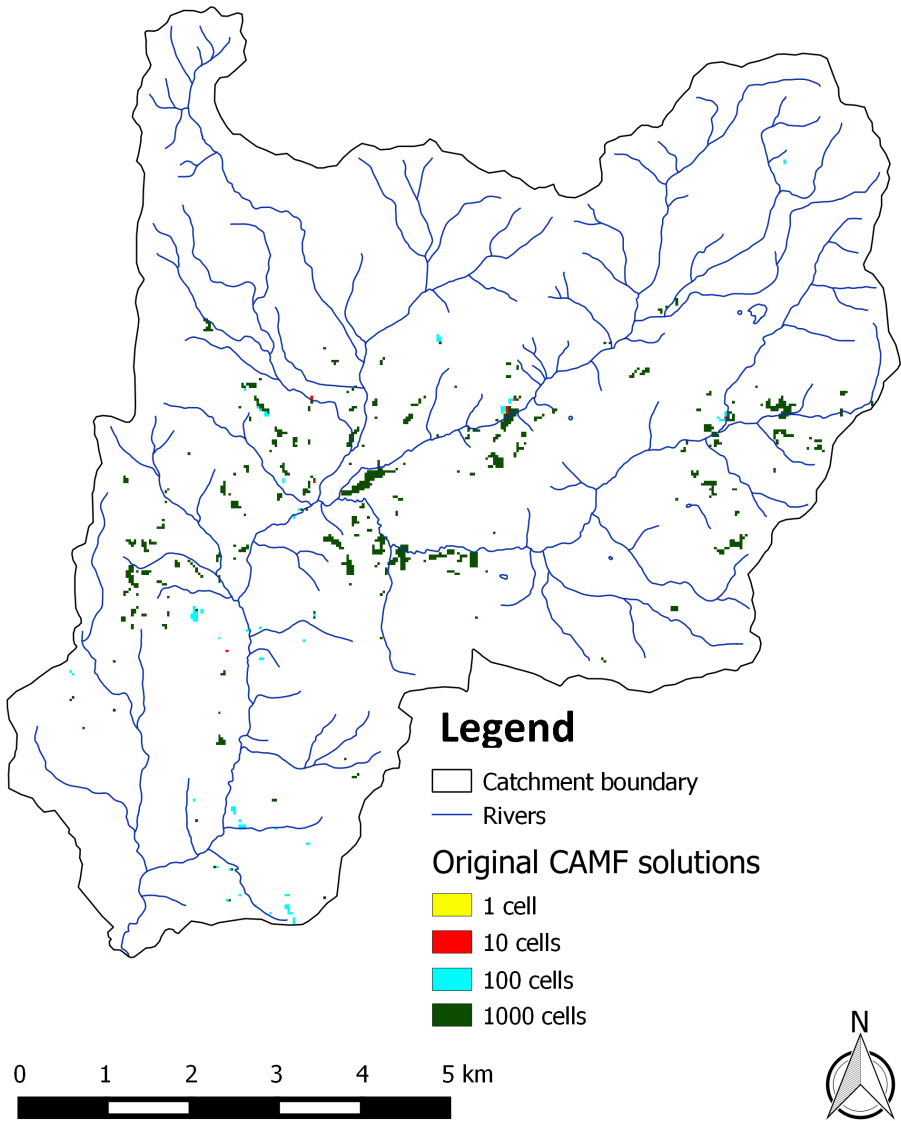 Legend
Catchment boundary
Rivers
Original CAMF solutions
1 cell
10 cells
100 cells
1000 cells
N
0 1 2 3 4 5 km